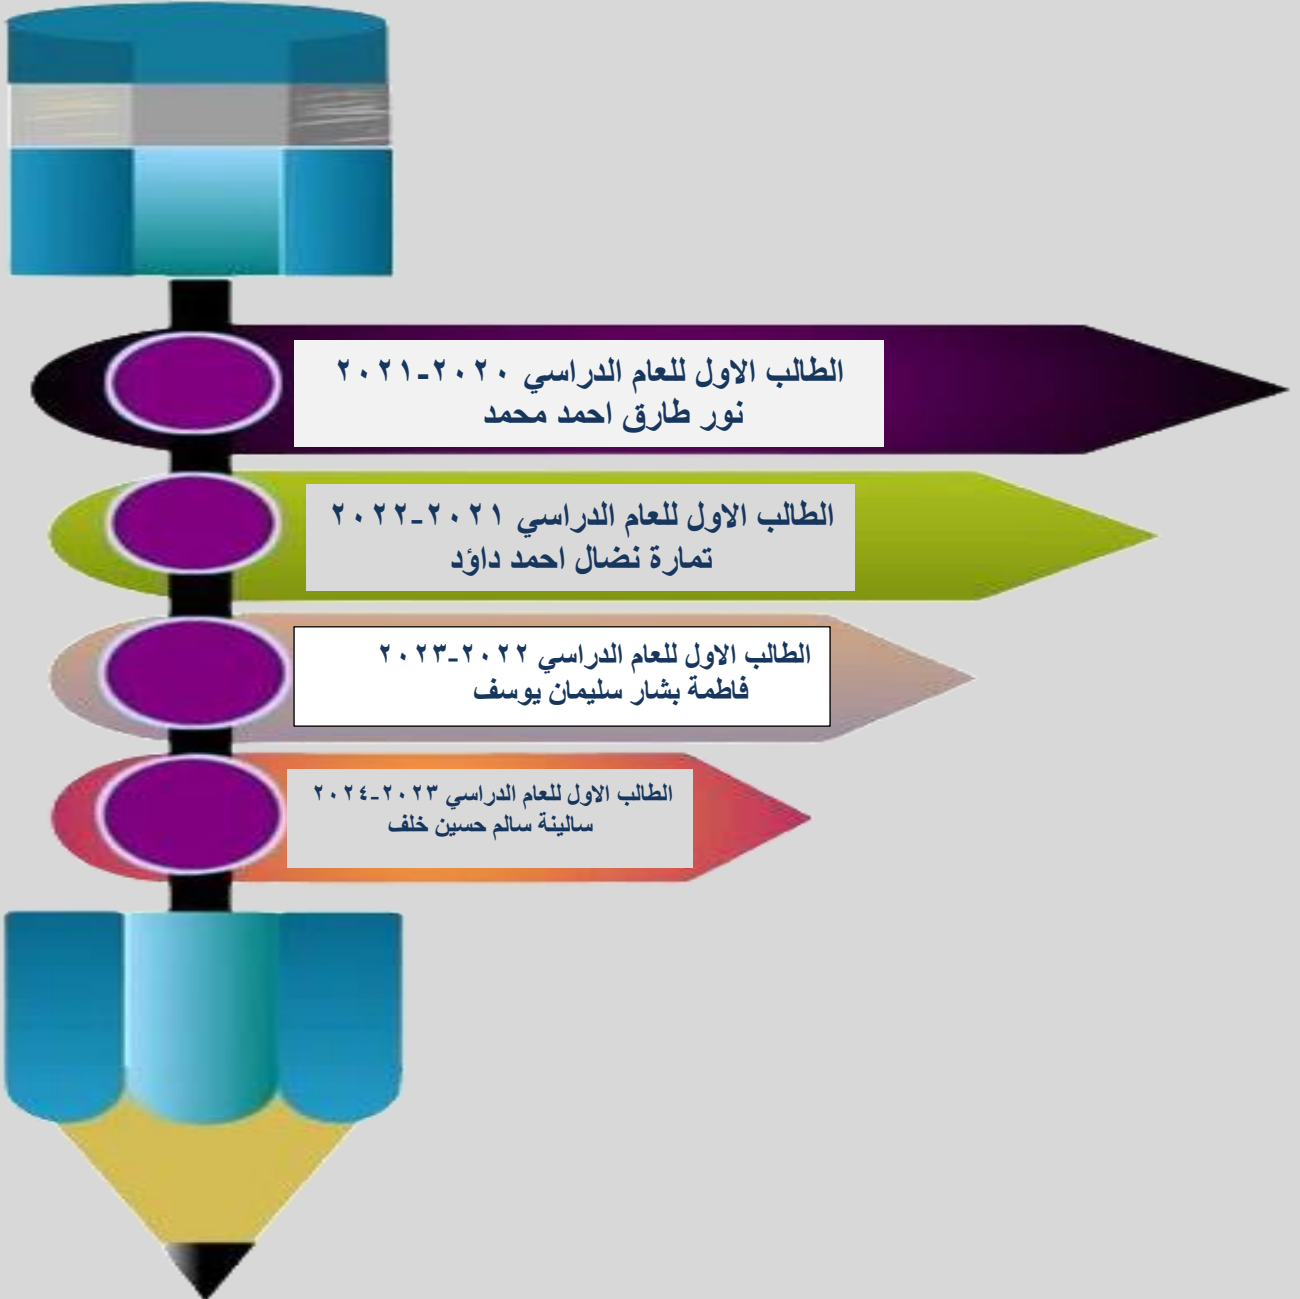 الطالب الاول للعام الدراسي ٢٠٢٠-٢٠٢١
نور طارق احمد محمد
الطالب الاول للعام الدراسي ٢٠٢١-٢٠٢٢
تمارة نضال احمد داؤد
الطالب الاول للعام الدراسي ٢٠٢٢-٢٠٢٣
فاطمة بشار سليمان يوسف
الطالب الاول للعام الدراسي ٢٠٢٣-٢٠٢٤
سالينة سالم حسين خلف